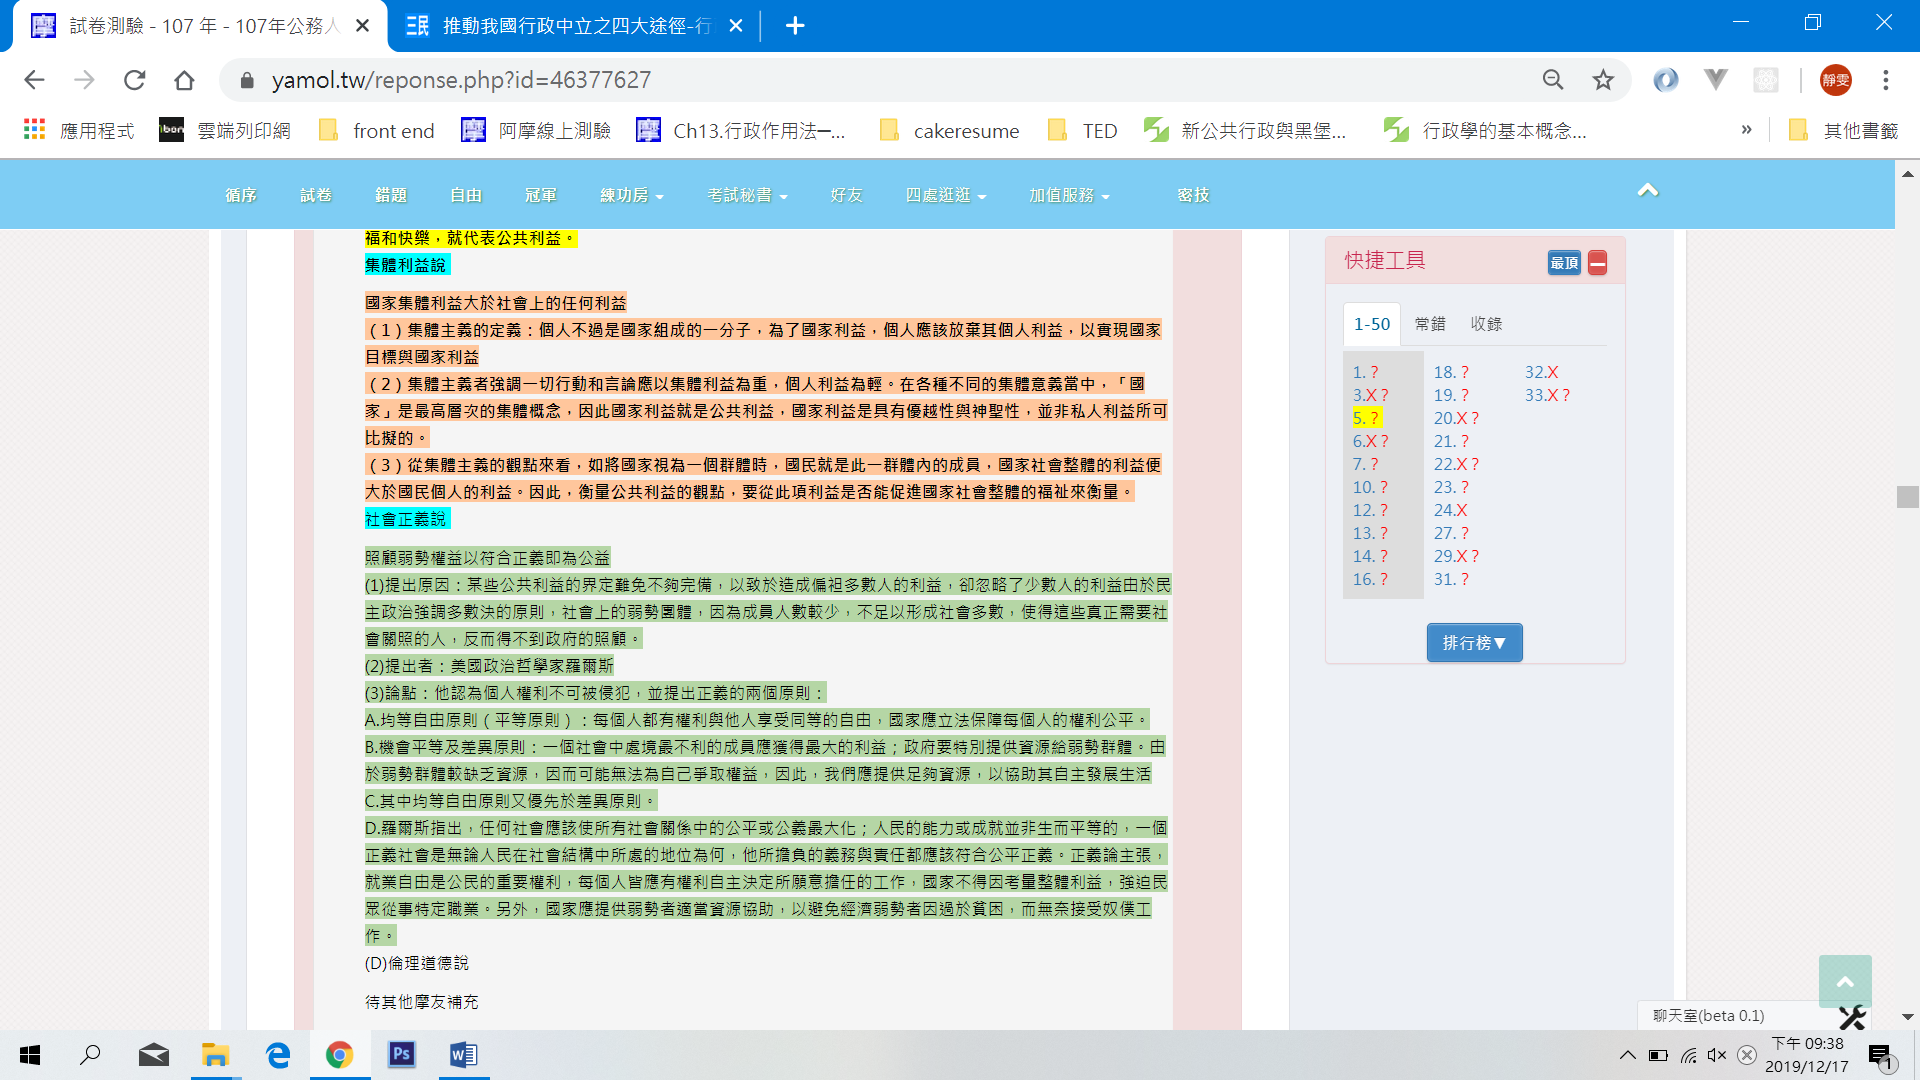 試卷測驗 - 107 年 - 107年公務人
推動我國行政中立之四大途徑-行
yamol.tw/reponse.php?id=46377627
靜雯
應用程式 雲端列印網 front end 阿摩線上測驗 Ch13.行政作用法─... cakeresume TED 新公共行政與黑堡... 行政學的基本概念... » 其他書籤
循序 試卷 錯題 自由 冠軍 練功房 考試秘書 好友 四處逛逛 加值服務 密技
福和快樂，就代表公共利益。
集體利益說
國家集體利益大於社會上的任何利益
（1）集體主義的定義：個人不過是國家組成的一分子，為了國家利益，個人應該放棄其個人利益，以實現國家
目標與國家利益
（2）集體主義者強調一切行動和言論應以集體利益為重，個人利益為輕。在各種不同的集體意義當中，「國
家」是最高層次的集體概念，因此國家利益就是公共利益，國家利益是具有優越性與神聖性，並非私人利益所可
比擬的。
（3）從集體主義的觀點來看，如將國家視為一個群體時，國民就是此一群體內的成員，國家社會整體的利益便
大於國民個人的利益。因此，衡量公共利益的觀點，要從此項利益是否能促進國家社會整體的福祉來衡量。
社會正義說
照顧弱勢權益以符合正義即為公益
(1)提出原因：某些公共利益的界定難免不夠完備，以致於造成偏袒多數人的利益，卻忽略了少數人的利益由於民
主政治強調多數決的原則，社會上的弱勢團體，因為成員人數較少，不足以形成社會多數，使得這些真正需要社
會關照的人，反而得不到政府的照顧。
(2)提出者：美國政治哲學家羅爾斯
(3)論點：他認為個人權利不可被侵犯，並提出正義的兩個原則：
A.均等自由原則（平等原則）：每個人都有權利與他人享受同等的自由，國家應立法保障每個人的權利公平。
B.機會平等及差異原則：一個社會中處境最不利的成員應獲得最大的利益；政府要特別提供資源給弱勢群體。由
於弱勢群體較缺乏資源，因而可能無法為自己爭取權益，因此，我們應提供足夠資源，以協助其自主發展生活
C.其中均等自由原則又優先於差異原則。
D.羅爾斯指出，任何社會應該使所有社會關係中的公平或公義最大化；人民的能力或成就並非生而平等的，一個
正義社會是無論人民在社會結構中所處的地位為何，他所擔負的義務與責任都應該符合公平正義。正義論主張，
就業自由是公民的重要權利，每個人皆應有權利自主決定所願意擔任的工作，國家不得因考量整體利益，強迫民
眾從事特定職業。另外，國家應提供弱勢者適當資源協助，以避免經濟弱勢者因過於貧困，而無奈接受奴僕工
作。
(D)倫理道德說
待其他摩友補充
快捷工具 最頂
1-50 常錯 收錄
1. ? 18. ? 32.X
3.X ? 19. ? 33.X ?
5. ? 20.X ?
6.X ? 21. ?
7. ? 22.X ?
10. ? 23. ?
12. ? 24.X
13. ? 27. ?
14. ? 29.X ?
16. ? 31. ?
排行榜▼
聊天室(beta 0.1)
下午 09:38
2019/12/17
1